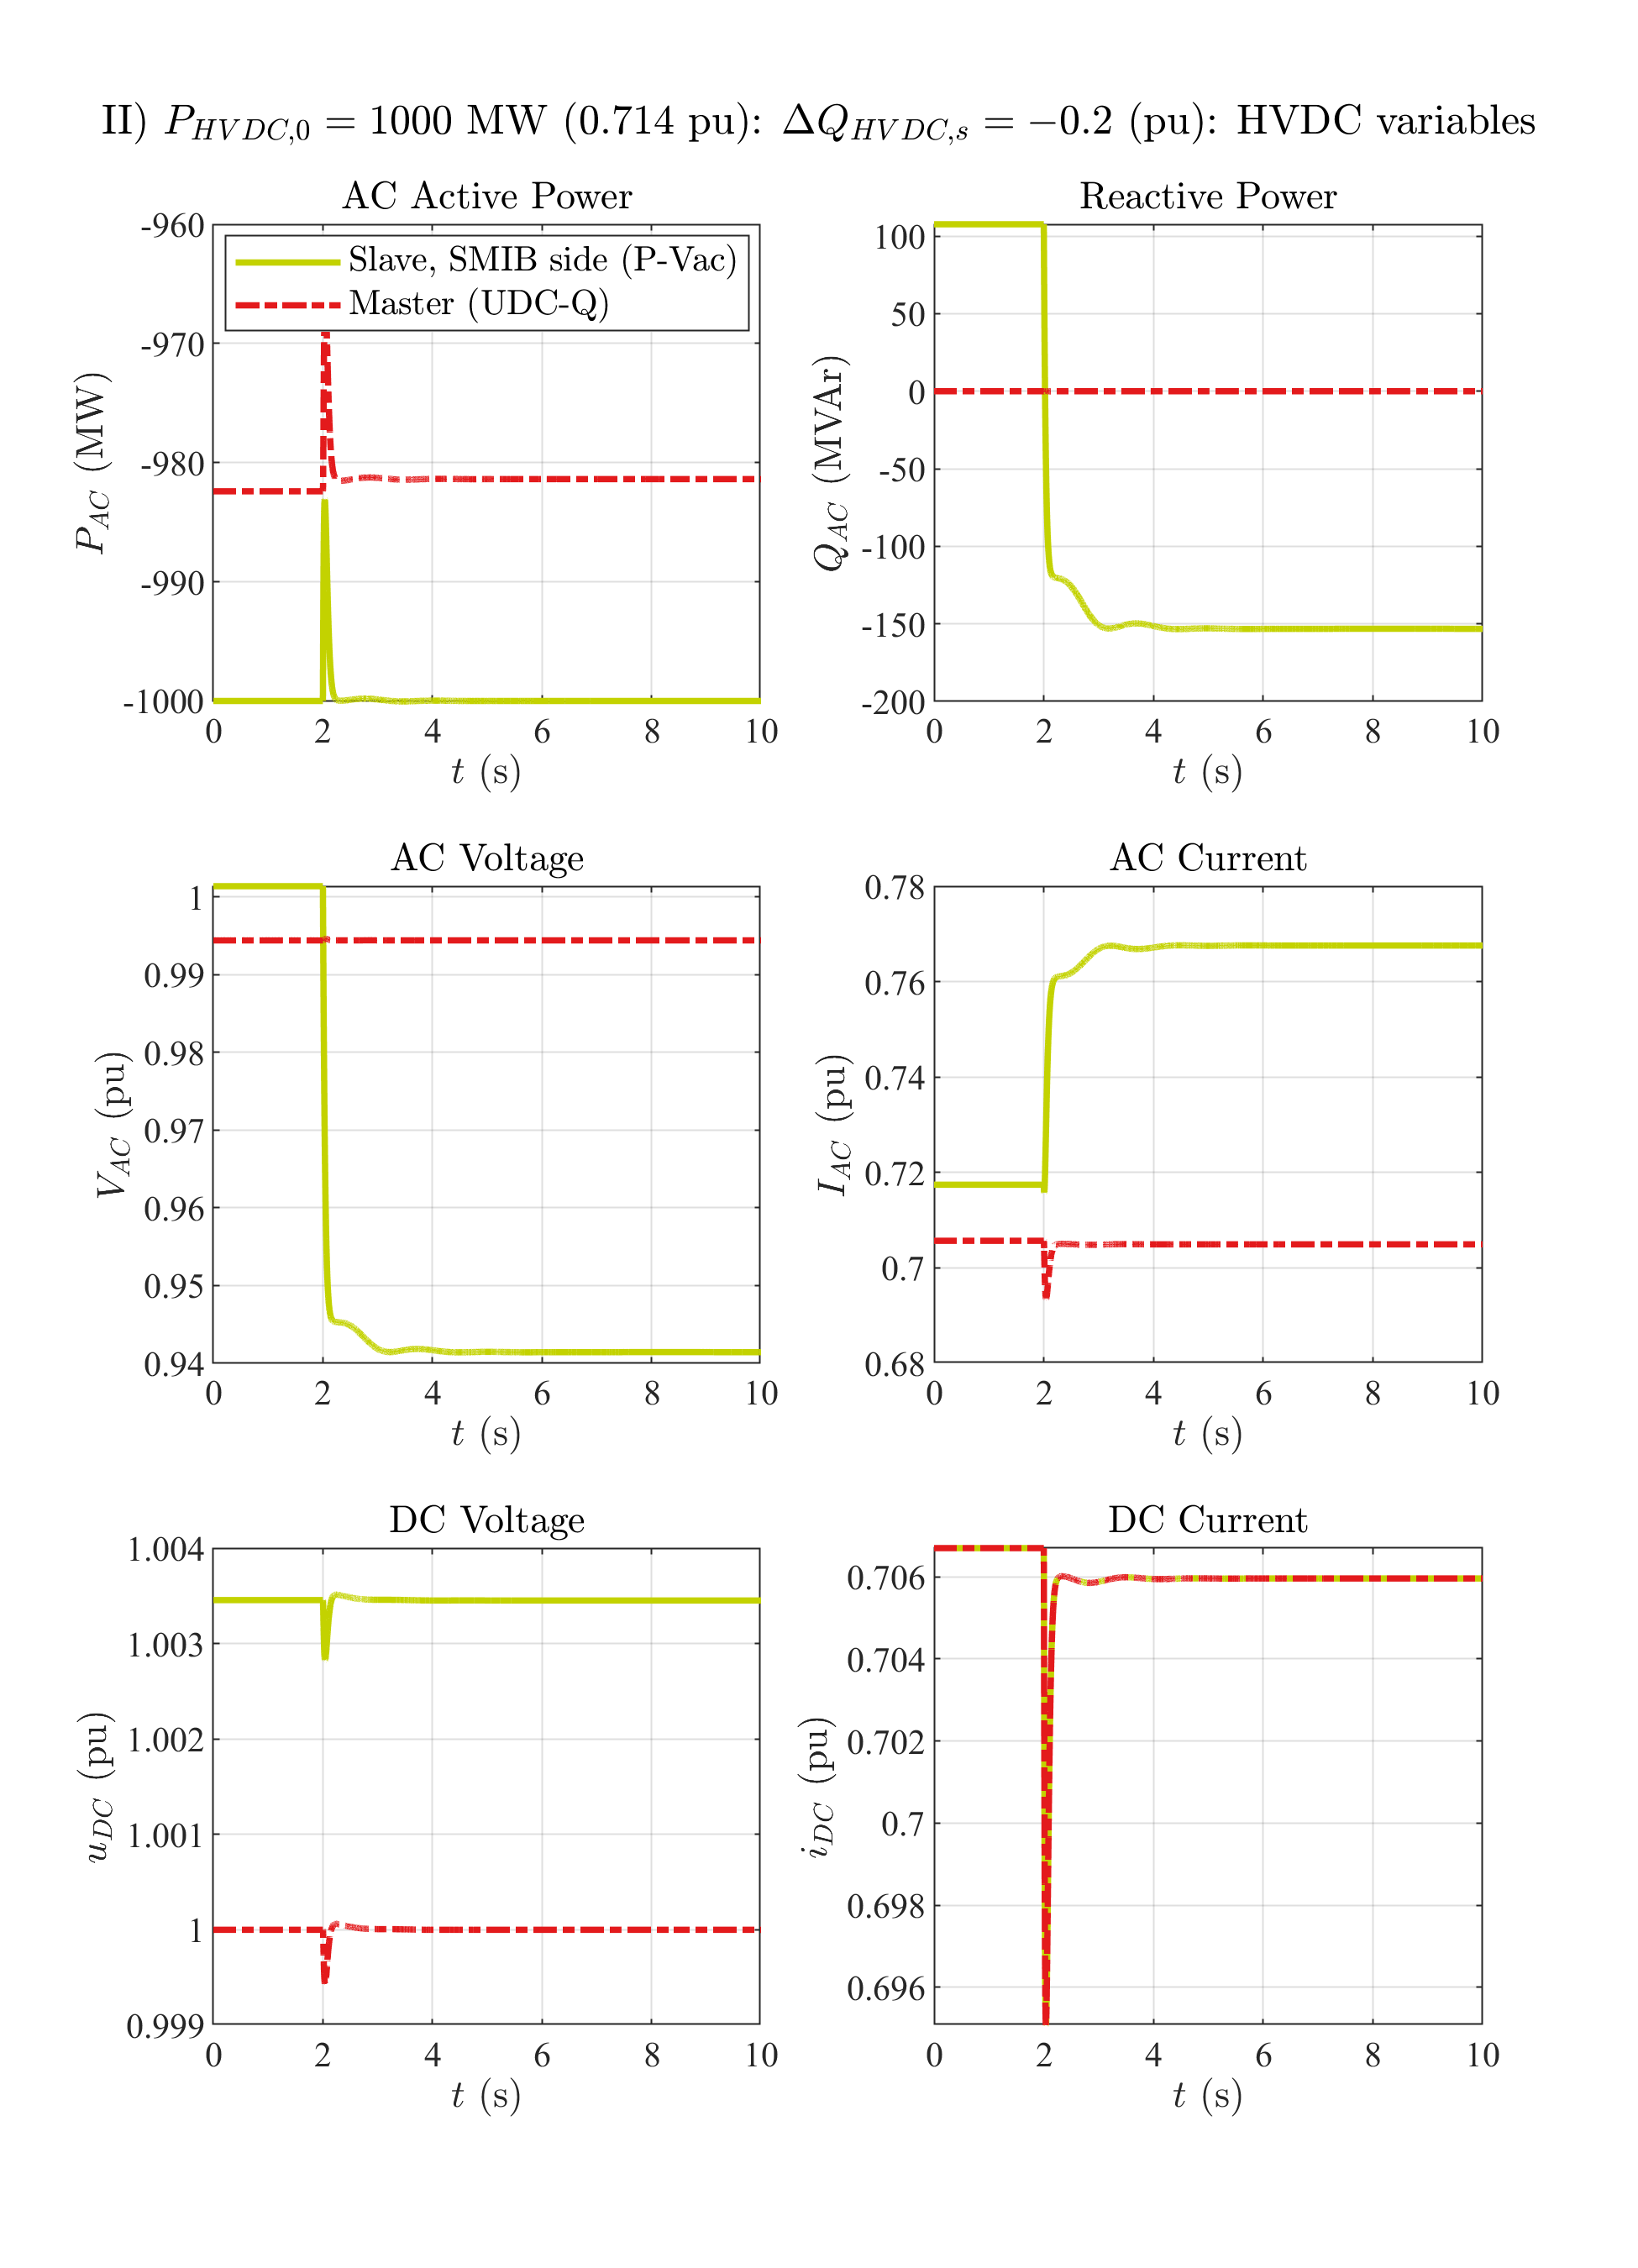 II) P_{HVDC,0} = 1000 MW (0.714 pu): ΔQ_{HVDC,s} = −0.2 (pu): HVDC variables
AC Active Power
-960
-970
-980
-990
-1000
P_{AC} (MW)
Slave, SMIB side (P-Vac)
Master (UDC-Q)
0 2 4 6 8 10
t (s)
Reactive Power
100
50
0
-50
-100
-150
-200
Q_{AC} (MVAr)
0 2 4 6 8 10
t (s)
AC Voltage
1
0.99
0.98
0.97
0.96
0.95
0.94
V_{AC} (pu)
0 2 4 6 8 10
t (s)
AC Current
0.78
0.76
0.74
0.72
0.7
0.68
I_{AC} (pu)
0 2 4 6 8 10
t (s)
DC Voltage
1.004
1.003
1.002
1.001
1
0.999
u_{DC} (pu)
0 2 4 6 8 10
t (s)
DC Current
0.706
0.704
0.702
0.7
0.698
0.696
i_{DC} (pu)
0 2 4 6 8 10
t (s)